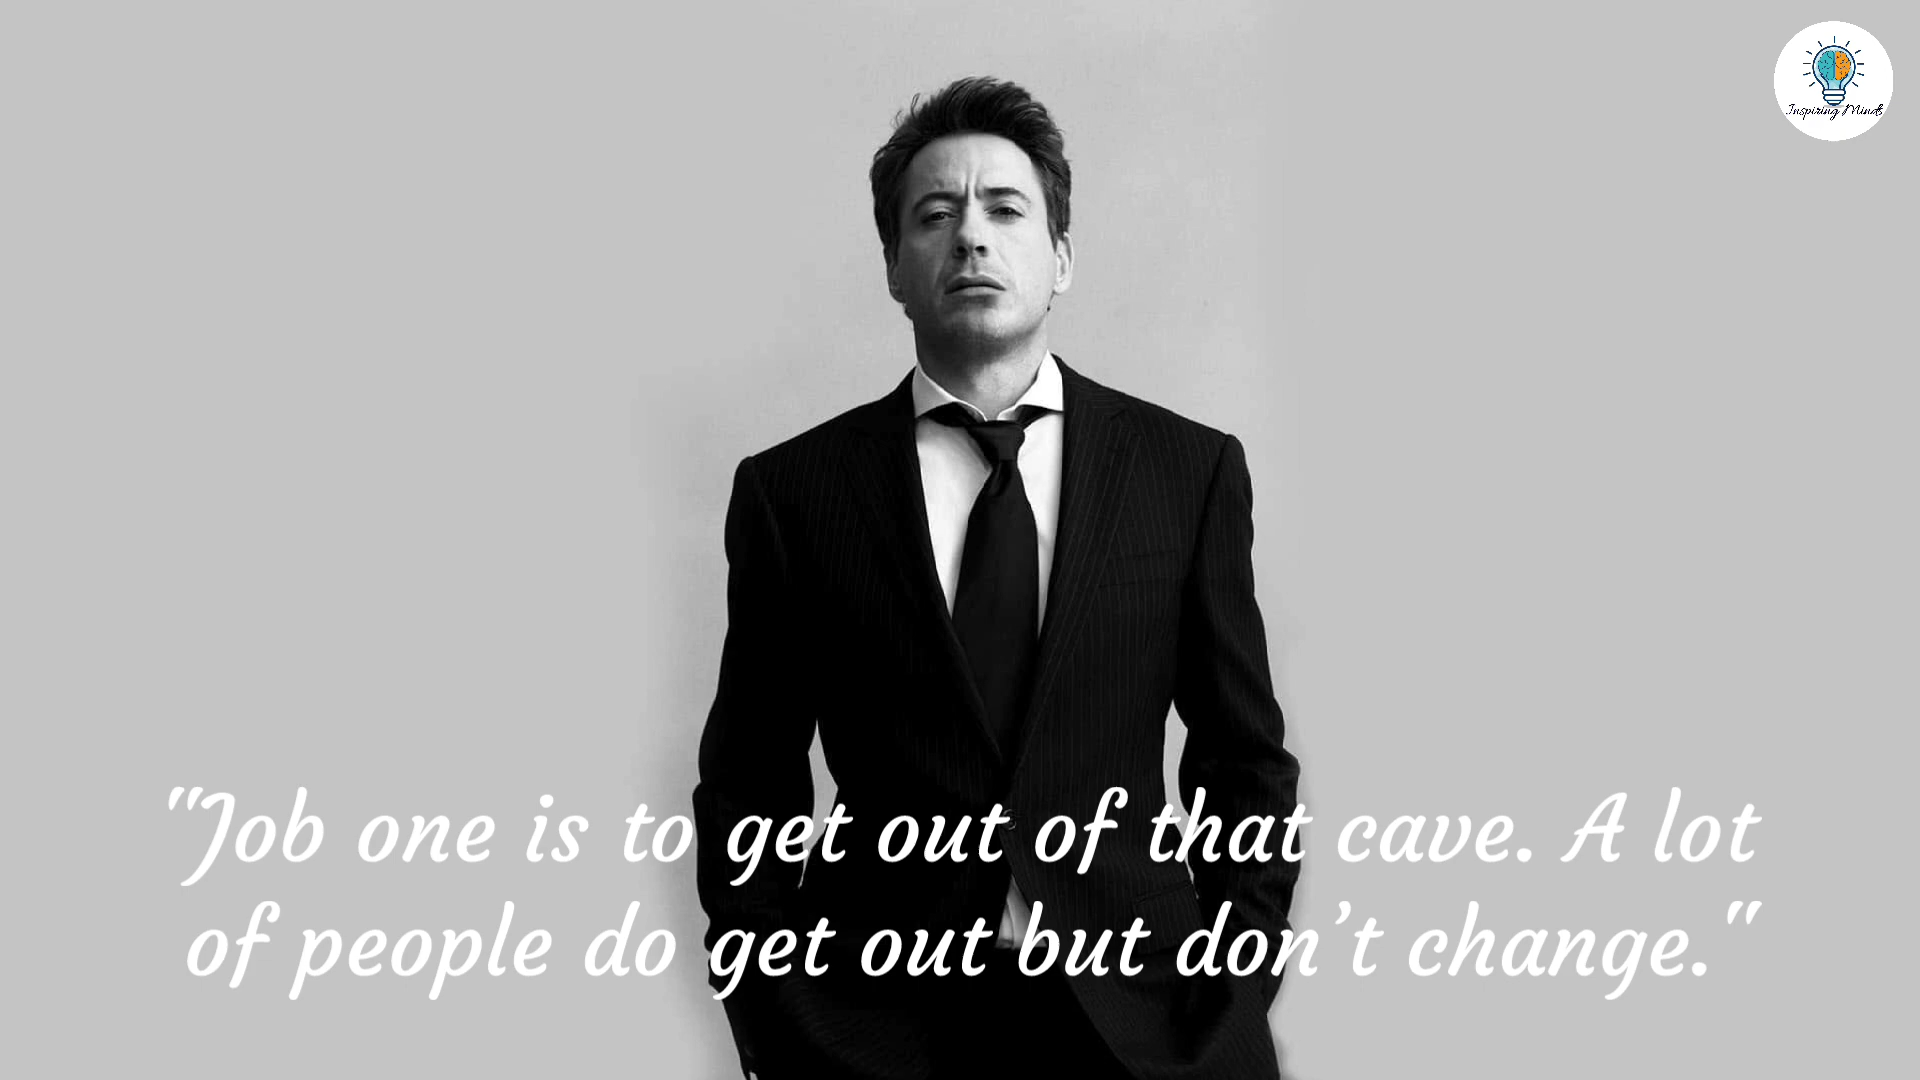 Inspiring Minds
"Job one is to get out of that cave. A lot
of people do get out but don’t change."